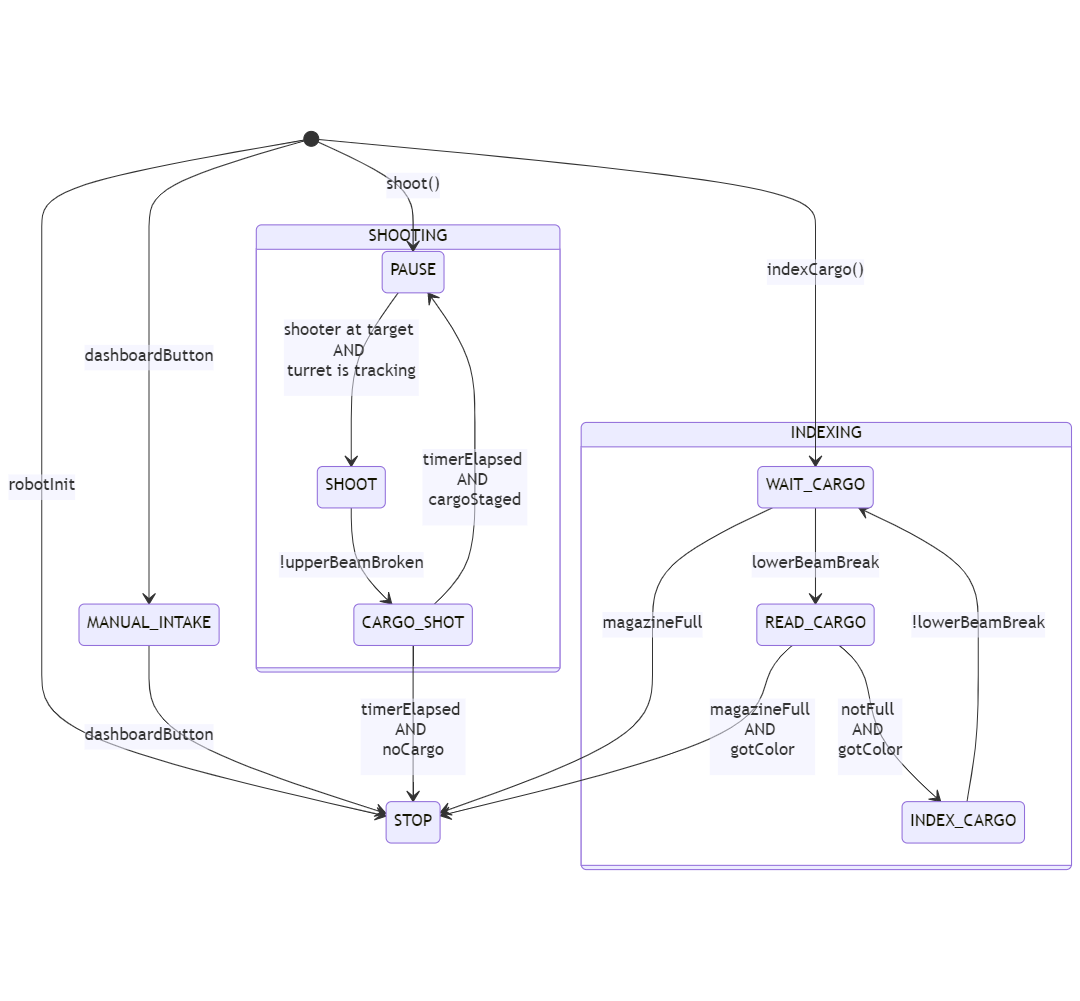 shoot()
SHOOTING
PAUSE
indexCargo()
shooter at target
AND
turret is tracking
dashboardButton
INDEXING
timerElapsed
AND
cargoStaged
robotInit
SHOOT
WAIT_CARGO
!upperBeamBroken
lowerBeamBreak
MANUAL_INTAKE
CARGO_SHOT
magazineFull
READ_CARGO
!lowerBeamBreak
dashboardButton
timerElapsed
AND
noCargo
magazineFull
AND
gotColor
notFull
AND
gotColor
STOP
INDEX_CARGO